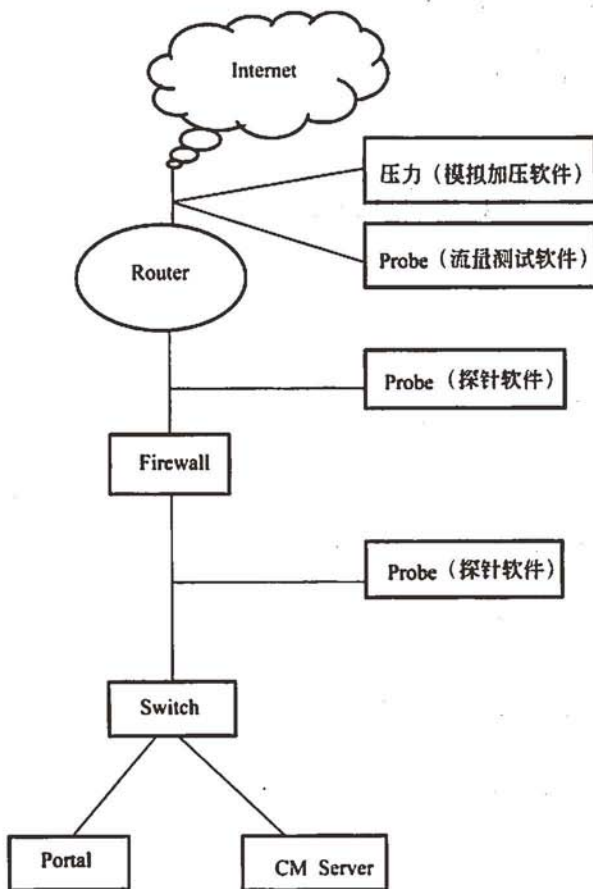 Internet
压力（模拟加压软件）
Probe（流量测试软件）
Router
Probe（探针软件）
Firewall
Probe（探针软件）
Switch
Portal
CM Server